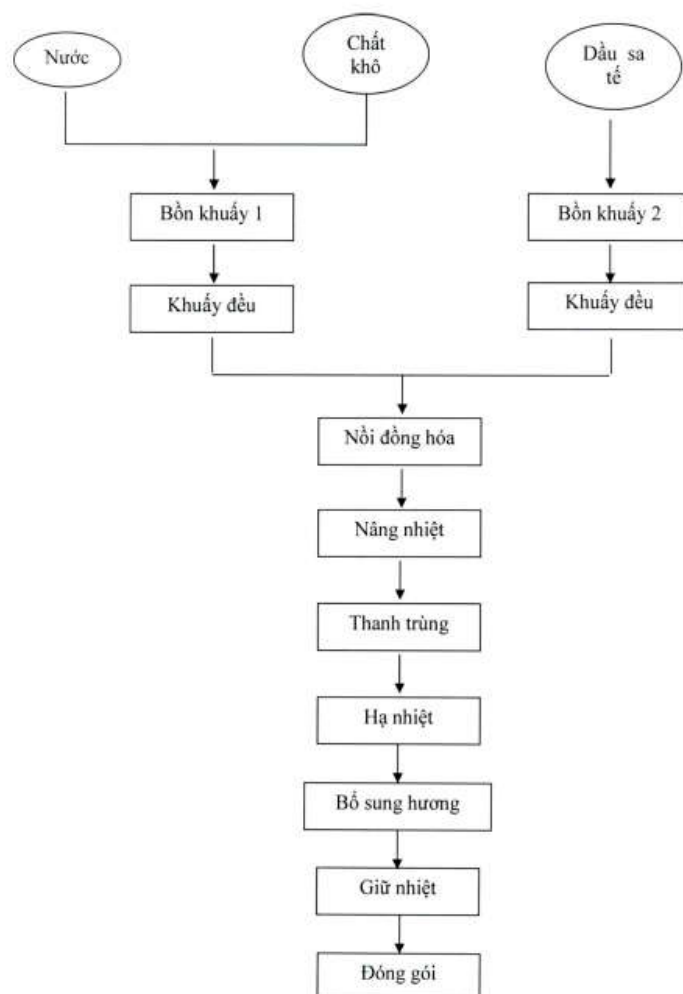 Nước
Chất
khô
Dầu sa
tế
Bồn khuấy 1
Bồn khuấy 2
Khuấy đều
Khuấy đều
Nồi đồng hóa
Nâng nhiệt
Thanh trùng
Hạ nhiệt
Bổ sung hương
Giữ nhiệt
Đóng gói